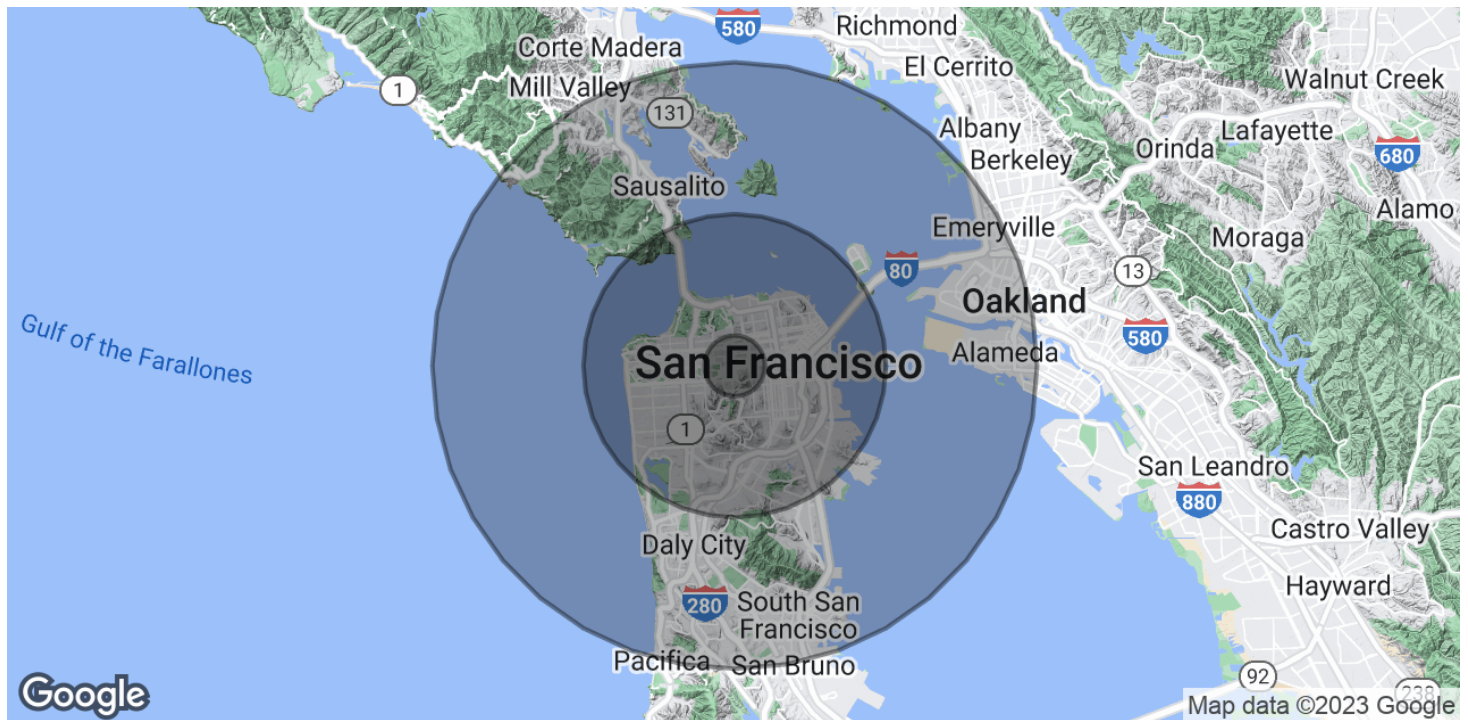 Richmond
580
Corte Madera
El Cerrito
Mill Valley
1
Walnut Creek
131
Albany
Lafayette
Berkeley
Orinda
680
Sausalito
Alamo
Emeryville
Moraga
80
13
Oakland
580
Gulf of the Farallones
Alameda
San Francisco
1
San Leandro
880
Castro Valley
Daly City
Hayward
280
South San
Francisco
Pacifica
San Bruno
92
238
Google
Map data ©2023 Google